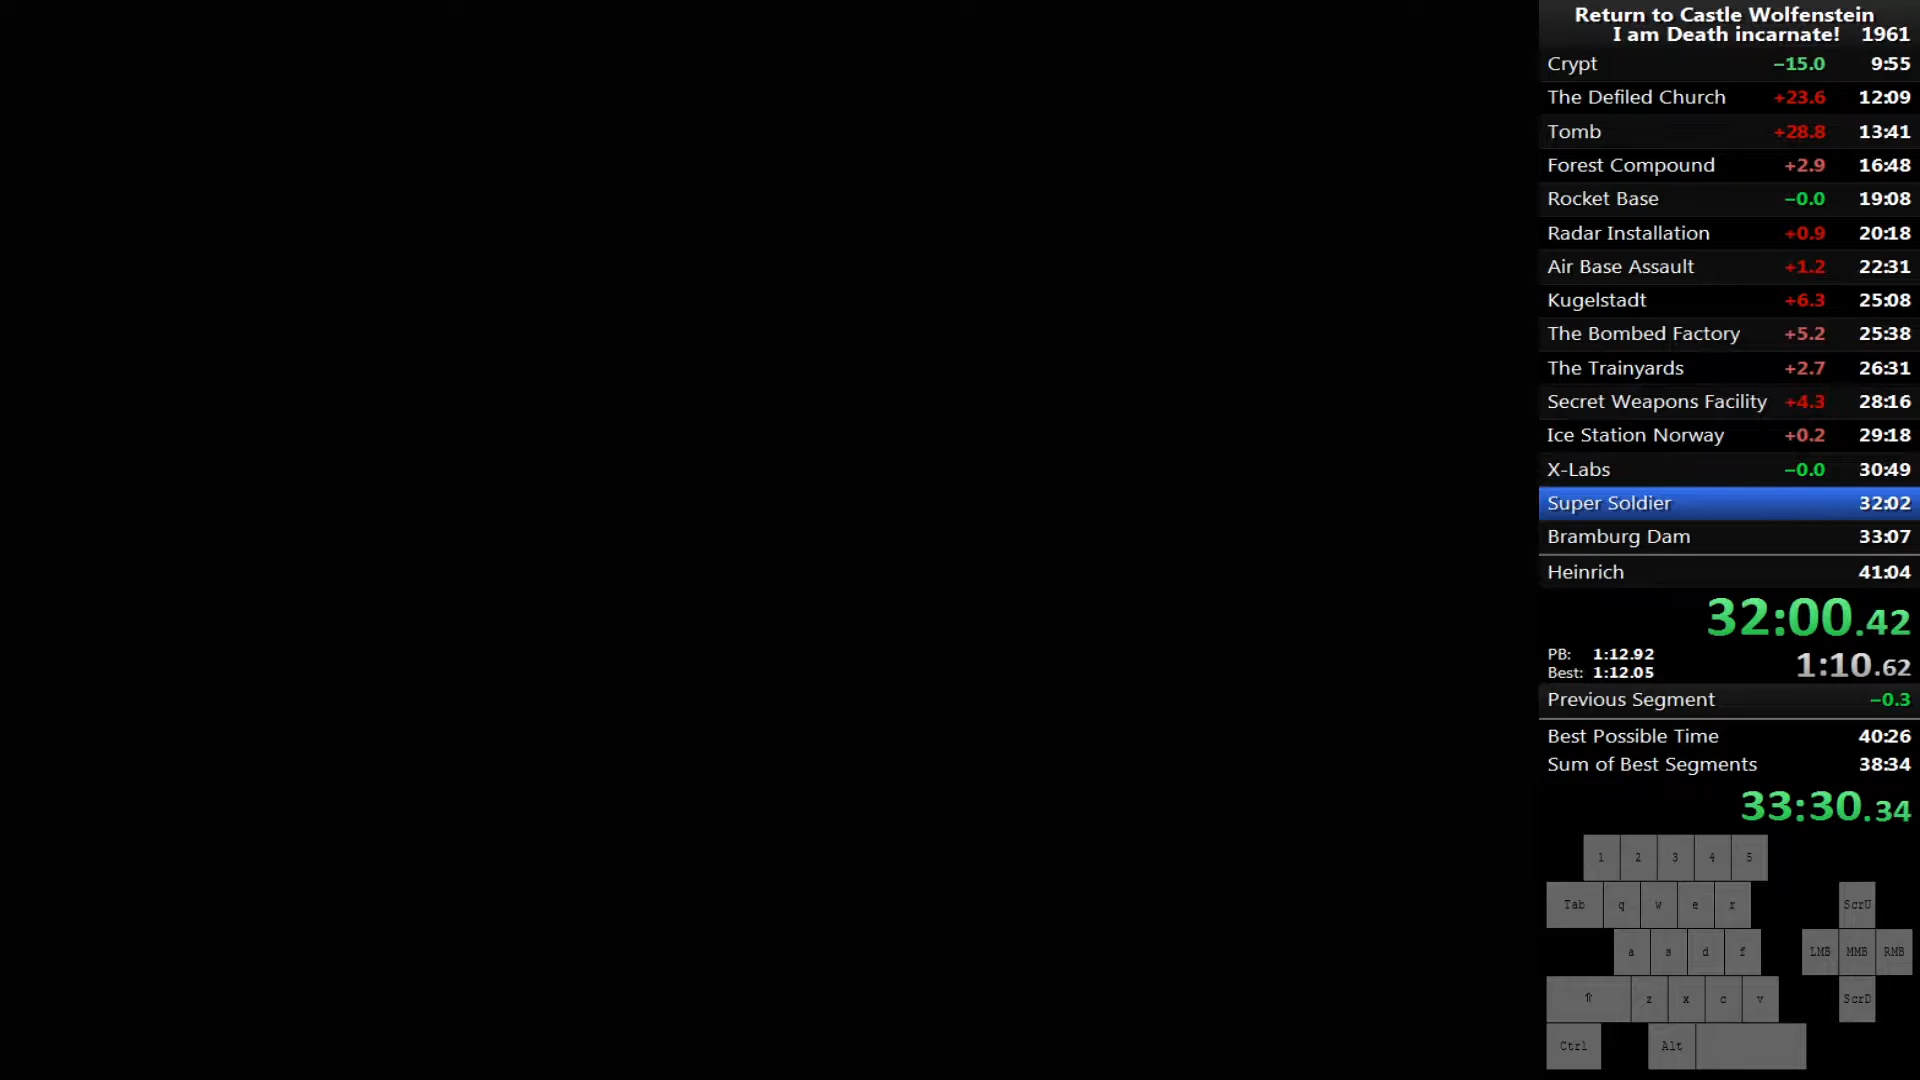 Return to Castle Wolfenstein
I am Death incarnate! 1961
Crypt −15.0 9:55
The Defiled Church +23.6 12:09
Tomb +28.8 13:41
Forest Compound +2.9 16:48
Rocket Base −0.0 19:08
Radar Installation +0.9 20:18
Air Base Assault +1.2 22:31
Kugelstadt +6.3 25:08
The Bombed Factory +5.2 25:38
The Trainyards +2.7 26:31
Secret Weapons Facility +4.3 28:16
Ice Station Norway +0.2 29:18
X-Labs −0.0 30:49
Super Soldier 32:02
Bramburg Dam 33:07
Heinrich 41:04
32:00.42
PB: 1:12.92
Best: 1:12.05
1:10.62
Previous Segment −0.3
Best Possible Time 40:26
Sum of Best Segments 38:34
33:30.34
1 2 3 4 5
Tab q w e r ScrU
a s d f LMB MMB RMB
⇧ z x c v ScrD
Ctrl Alt